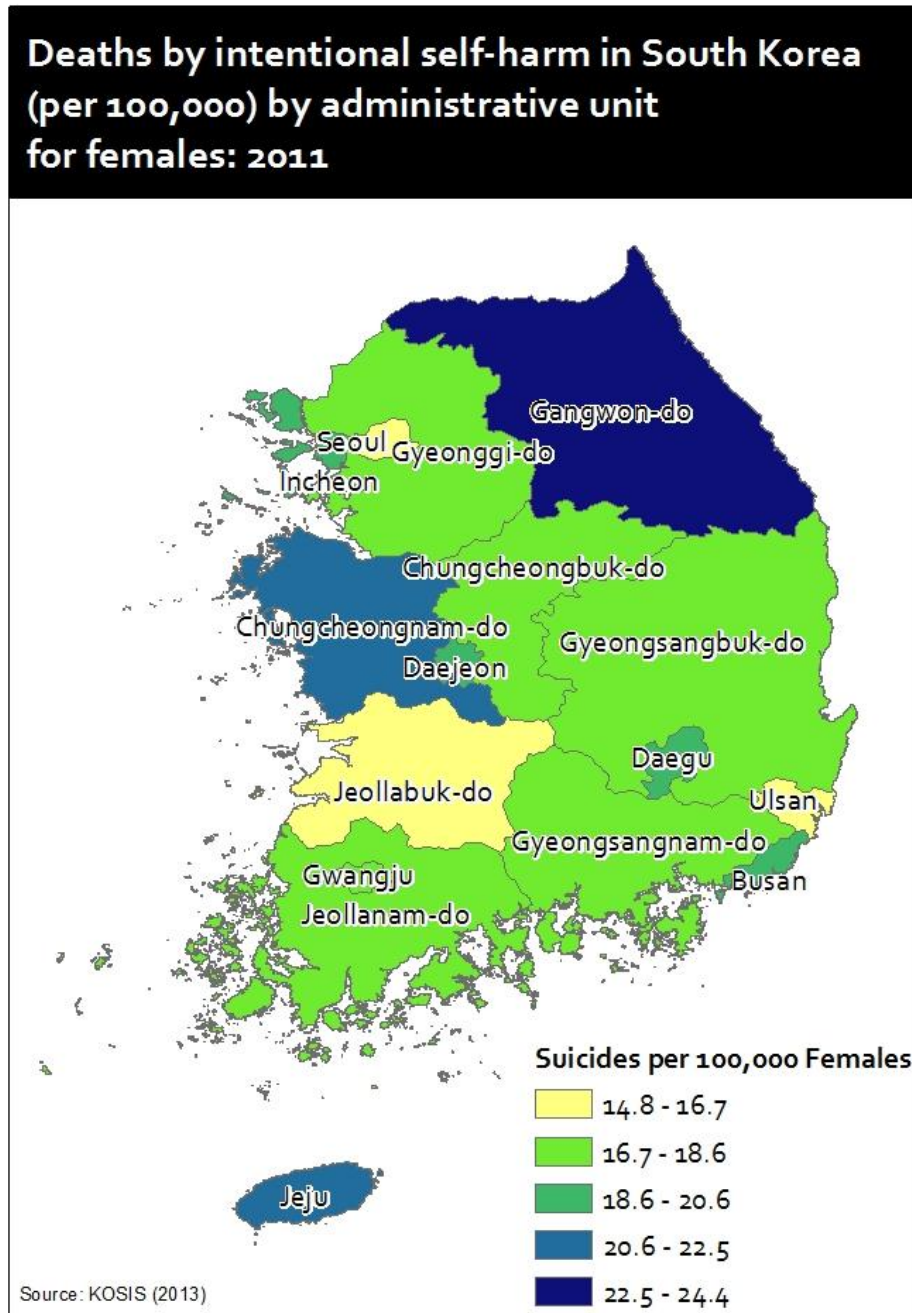 Deaths by intentional self-harm in South Korea
(per 100,000) by administrative unit
for females: 2011
Gangwon-do
Seoul
Gyeonggi-do
Incheon
Chungcheongbuk-do
Chungcheongnam-do
Gyeongsangbuk-do
Daejeon
Daegu
Jeollabuk-do
Ulsan
Gyeongsangnam-do
Gwangju
Busan
Jeollanam-do
Suicides per 100,000 Females
14.8 - 16.7
16.7 - 18.6
18.6 - 20.6
20.6 - 22.5
22.5 - 24.4
Jeju
Source: KOSIS (2013)